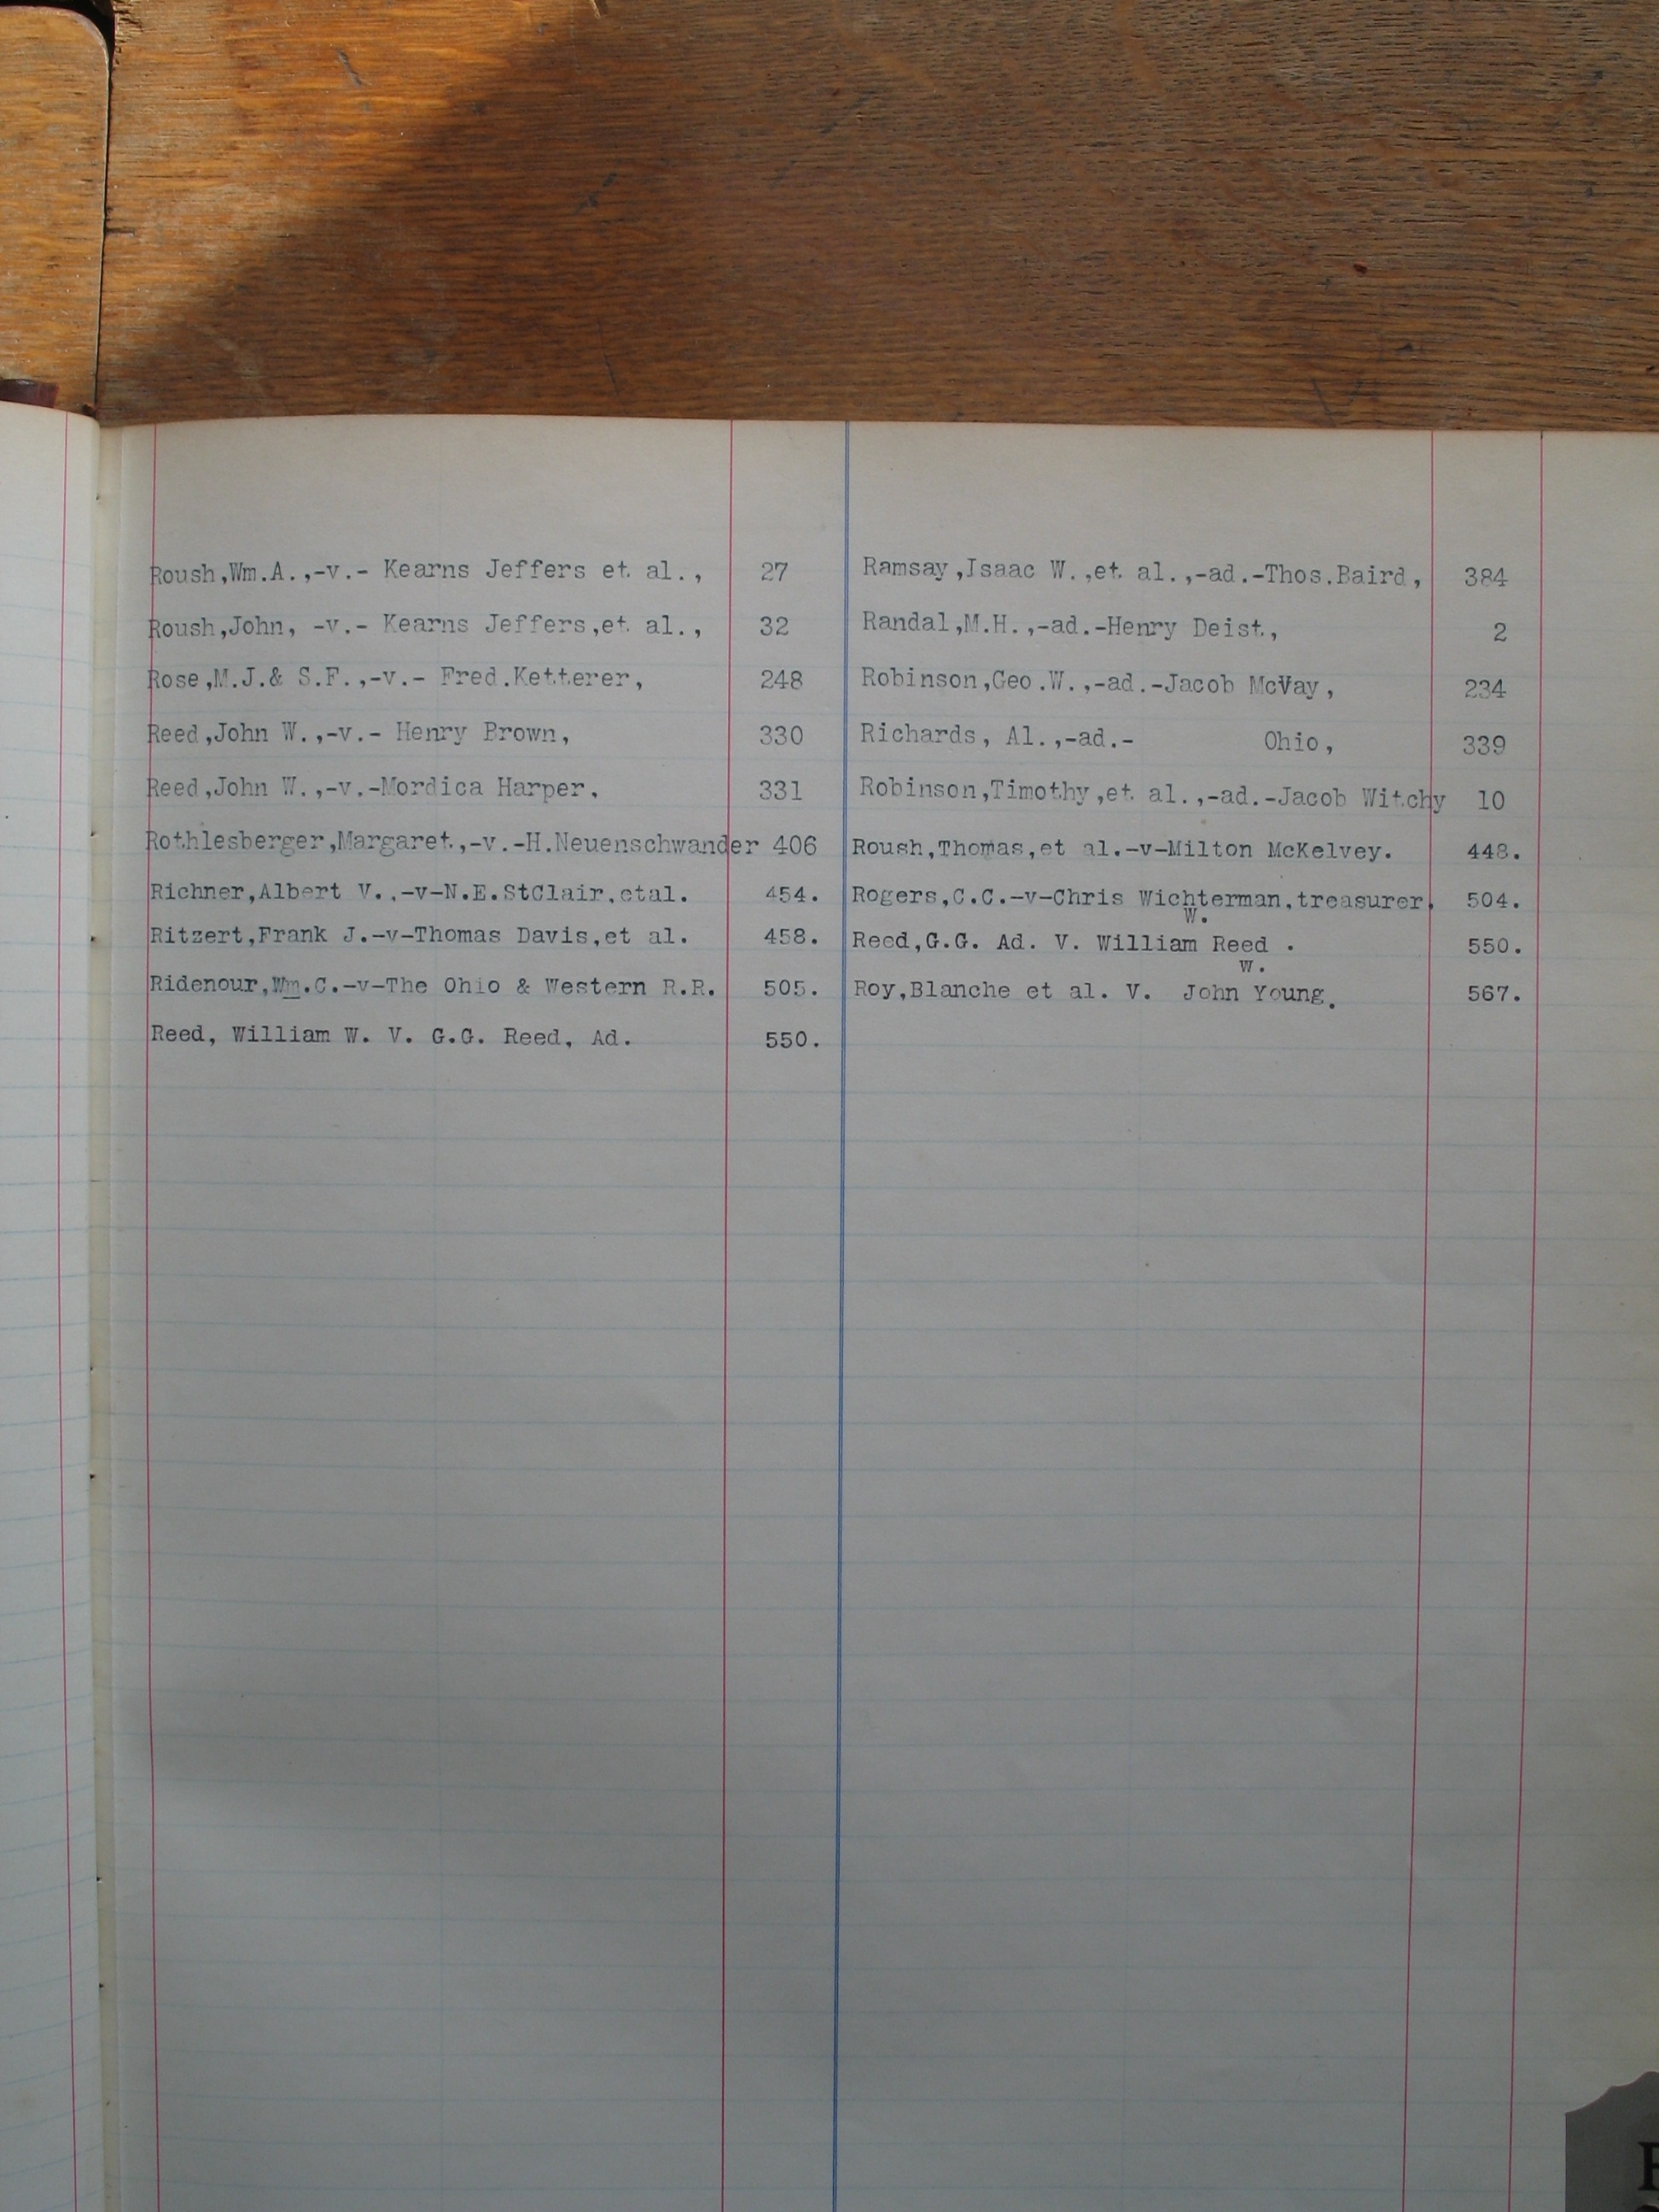 Roush,Wm.A.,-v.- Kearns Jeffers et al., 27
Roush,John, -v.- Kearns Jeffers,et al., 32
Rose,M.J.& S.F.,-v.- Fred.Ketterer, 248
Reed,John W.,-v.- Henry Brown, 330
Reed,John W.,-v.-Mordica Harper, 331
Rothlesberger,Margaret,-v.-H.Neuenschwander 406
Richner,Albert V.,-v-N.E.StClair,etal. 454.
Ritzert,Frank J.-v-Thomas Davis,et al. 458.
Ridenour,Wm.C.-v-The Ohio & Western R.R. 505.
Reed, William W. V. G.G. Reed, Ad. 550.
Ramsay,Isaac W.,et al.,-ad.-Thos.Baird, 384
Randal,M.H.,-ad.-Henry Deist, 2
Robinson,Geo.W.,-ad.-Jacob McVay, 234
Richards, Al.,-ad.- Ohio, 339
Robinson,Timothy,et al.,-ad.-Jacob Witchy 10
Roush,Thomas,et al.-v-Milton McKelvey. 448.
Rogers,C.C.-v-Chris Wichterman,treasurer. 504.
W.
Reed,G.G. Ad. V. William Reed . 550.
W.
Roy,Blanche et al. V. John Young. 567.